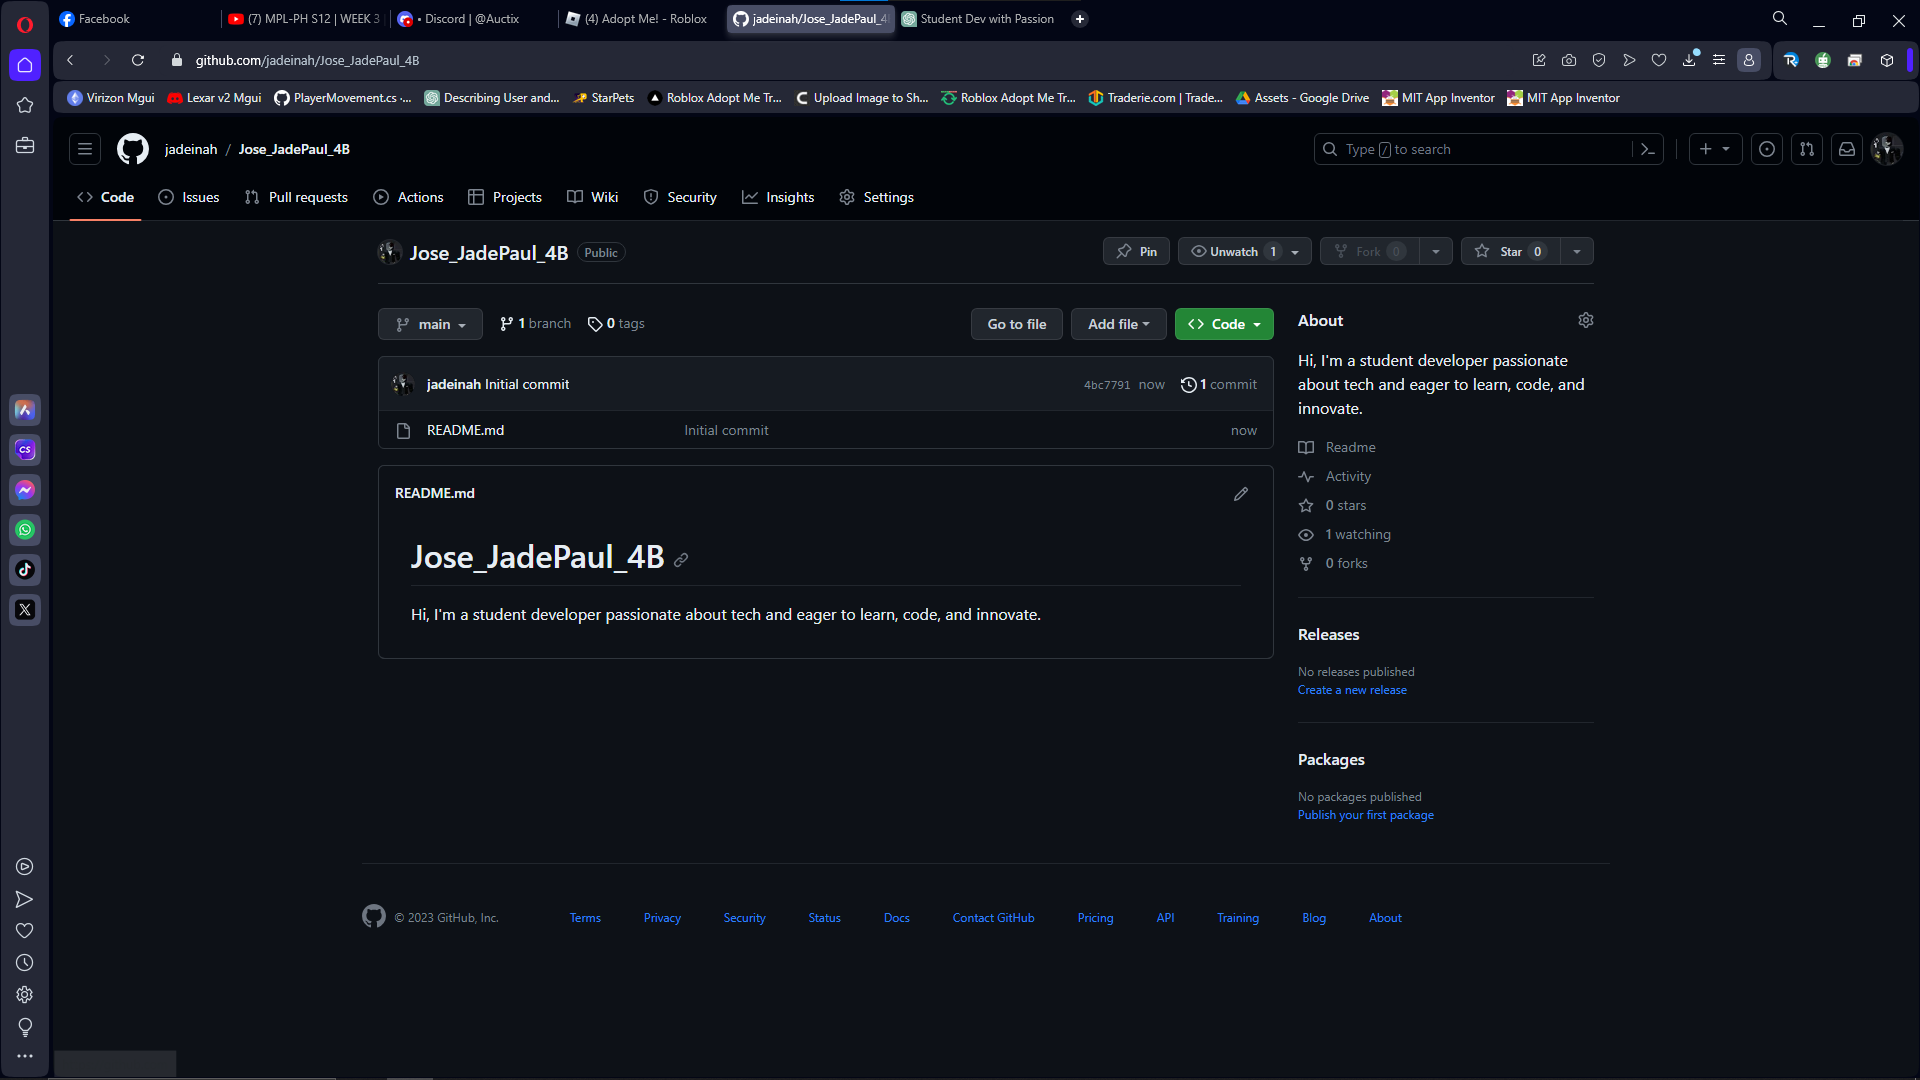 Facebook
(7) MPL-PH S12 | WEEK 3
• Discord | @Auctix
(4) Adopt Me! - Roblox
jadeinah/Jose_JadePaul_4
Student Dev with Passion
github.com/jadeinah/Jose_JadePaul_4B
Virizon Mgui
Lexar v2 Mgui
PlayerMovement.cs ·...
Describing User and...
StarPets
Roblox Adopt Me Tr...
Upload Image to Sh...
Roblox Adopt Me Tr...
Traderie.com | Trade...
Assets - Google Drive
MIT App Inventor
MIT App Inventor
jadeinah / Jose_JadePaul_4B
Type / to search
Code
Issues
Pull requests
Actions
Projects
Wiki
Security
Insights
Settings
Jose_JadePaul_4B Public
Pin
Unwatch 1
Fork 0
Star 0
main
1 branch
0 tags
Go to file
Add file
Code
jadeinah Initial commit
4bc7791 now
1 commit
README.md
Initial commit
now
README.md
Jose_JadePaul_4B
Hi, I'm a student developer passionate about tech and eager to learn, code, and innovate.
About
Hi, I'm a student developer passionate
about tech and eager to learn, code, and
innovate.
Readme
Activity
0 stars
1 watching
0 forks
Releases
No releases published
Create a new release
Packages
No packages published
Publish your first package
© 2023 GitHub, Inc.
Terms
Privacy
Security
Status
Docs
Contact GitHub
Pricing
API
Training
Blog
About